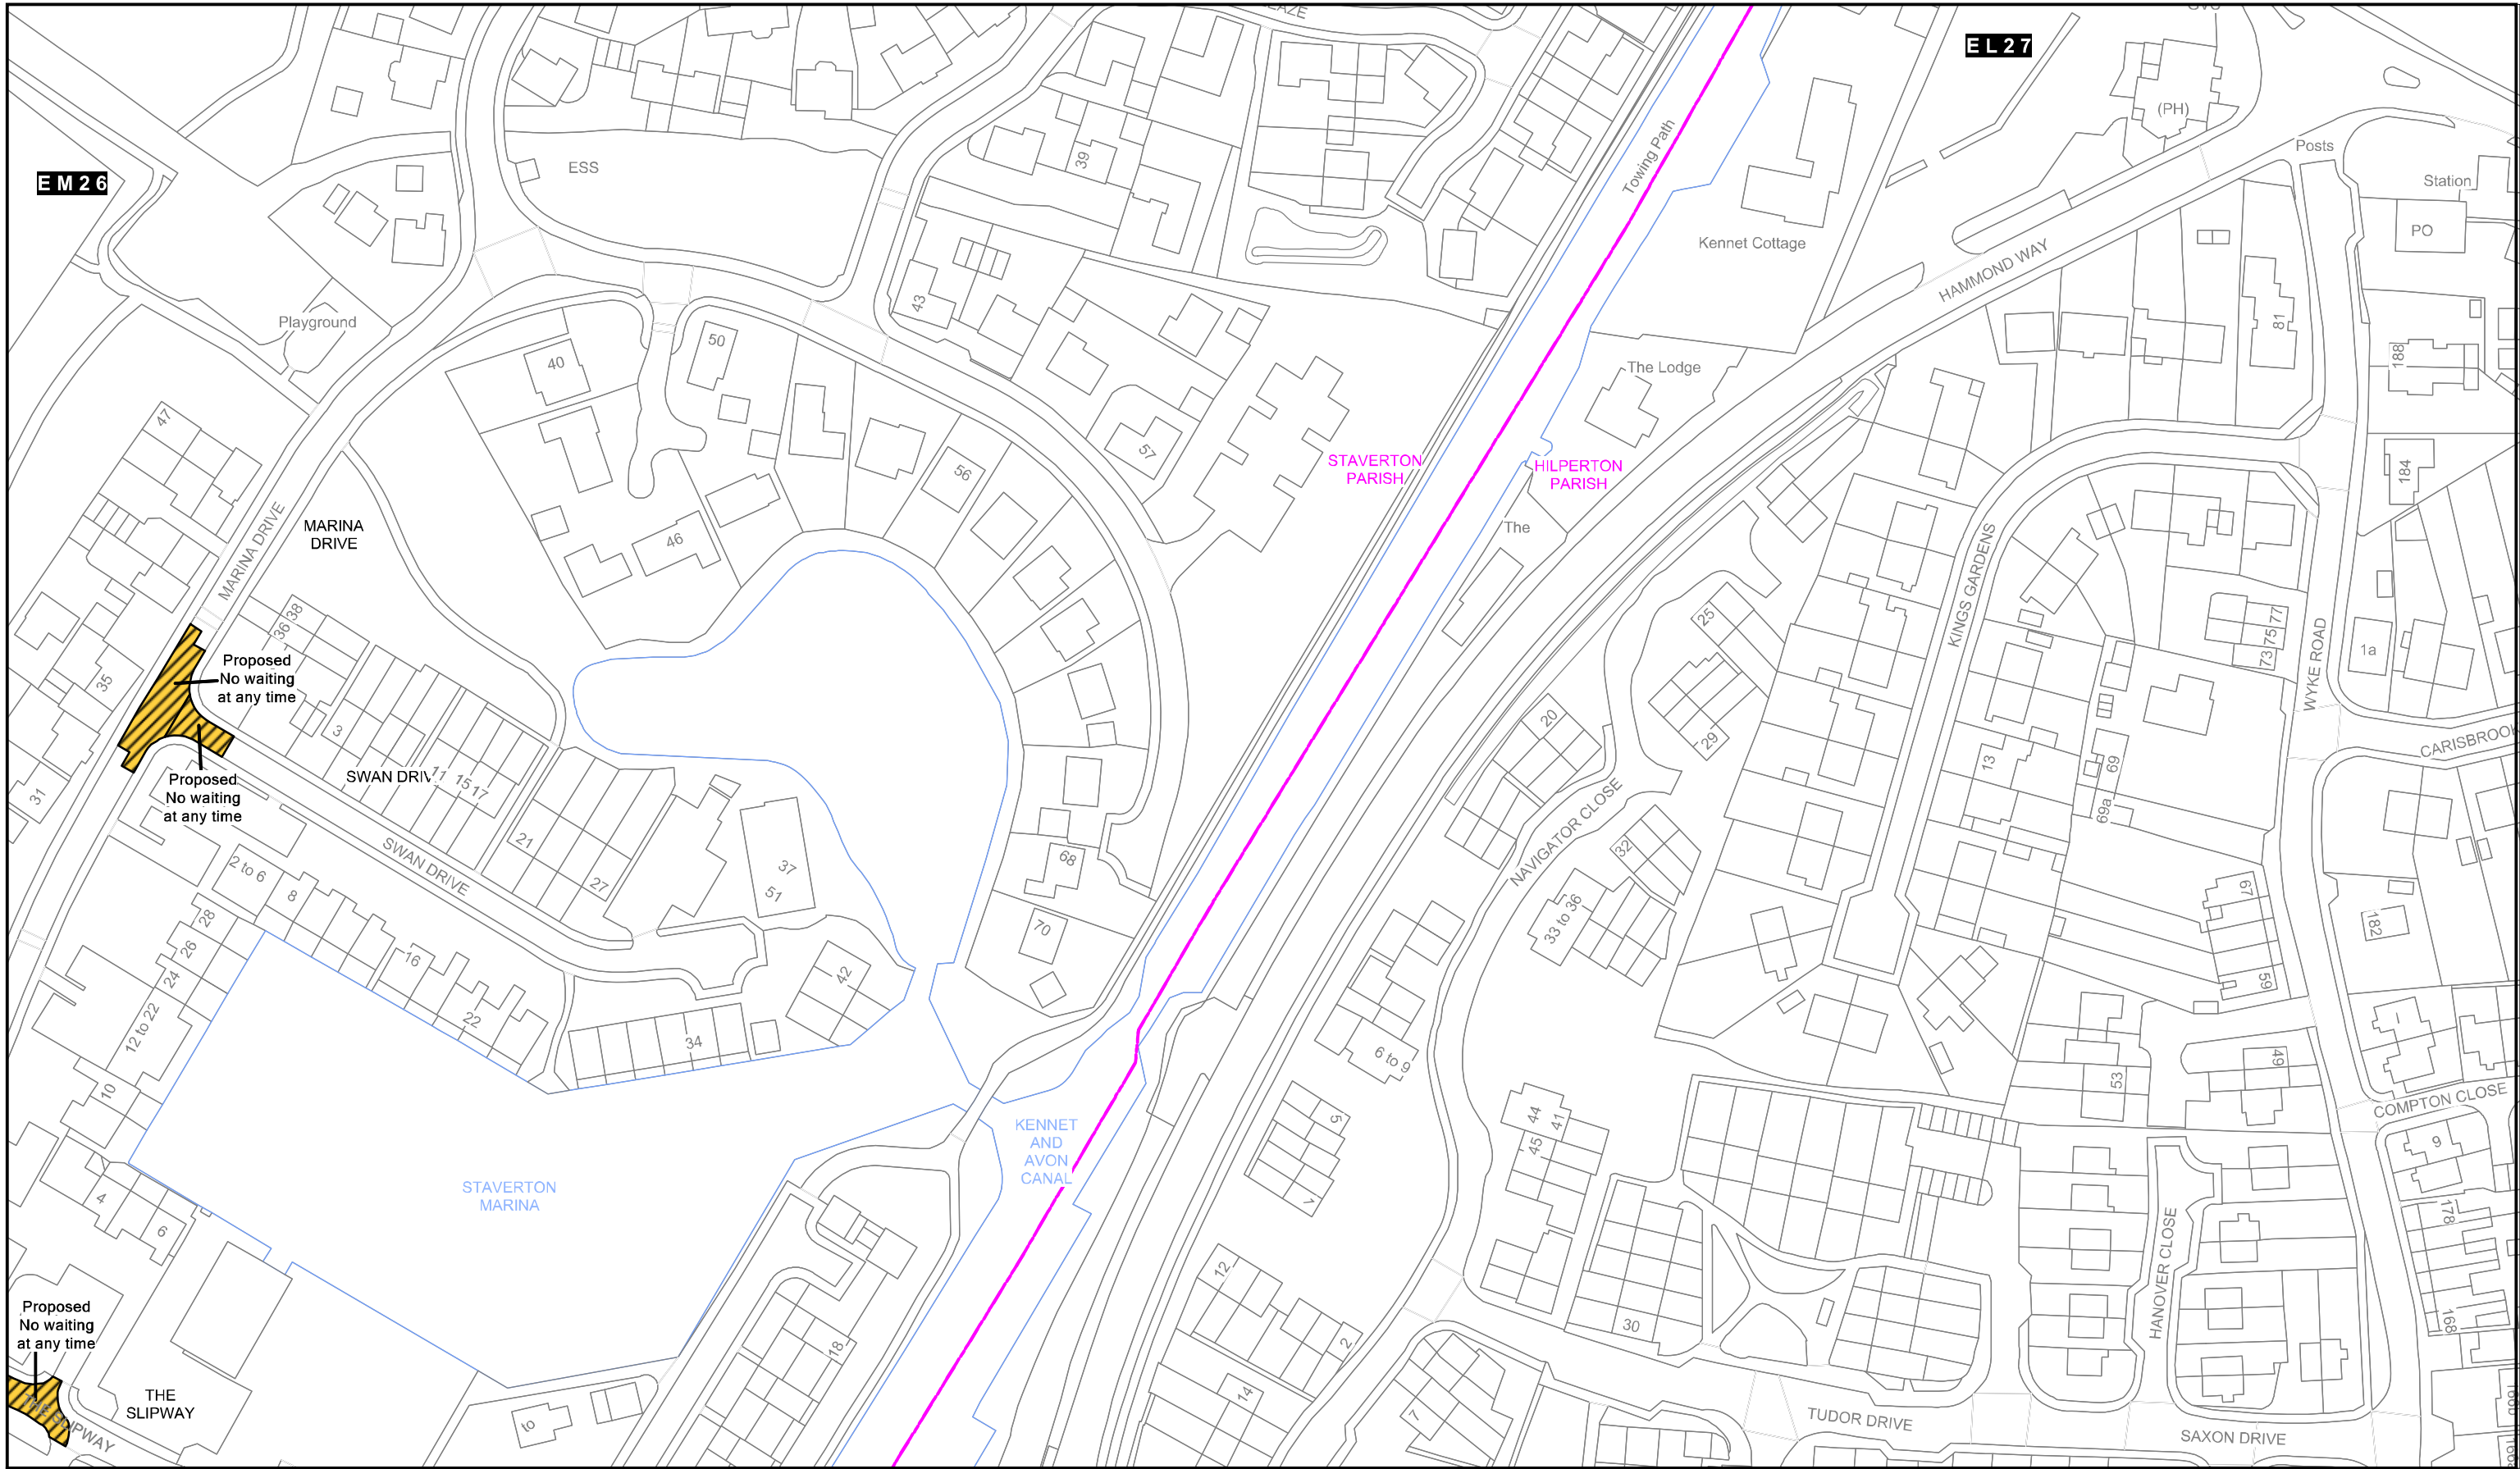 EL27
EM26
(PH)
Posts
ESS
39
Towing Path
Station
PO
Kennet Cottage
HAMMOND WAY
43
Playground
81
50
40
188
The Lodge
47
57
56
184
STAVERTON
PARISH
HILPERTON
PARISH
The
MARINA
DRIVE
MARINA DRIVE
46
KINGS GARDENS
36 38
25
77
75
73
1a
WYKE ROAD
Proposed
No waiting
at any time
35
20
29
3
13
69
CARISBROOK
SWAN DRIV
11
15
17
Proposed
No waiting
at any time
31
69a
NAVIGATOR CLOSE
21
SWAN DRIVE
27
37
51
68
32
2 to 6
8
67
28
33 to 36
182
70
26
16
24
42
59
22
12 to 22
34
6 to 9
49
53
10
44
41
45
5
1
COMPTON CLOSE
KENNET
AND
AVON
CANAL
9
STAVERTON
MARINA
4
6
178
HANOVER CLOSE
12
Proposed
No waiting
at any time
18
2
30
168
THE
SLIPWAY
THE SLIPWAY
to
14
7
TUDOR DRIVE
SAXON DRIVE